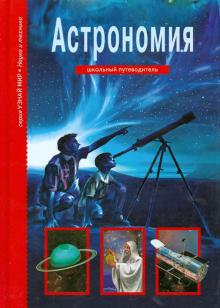 Астрономия
школьный путеводитель
серия УЗНАЙ МИР • Наука и техника